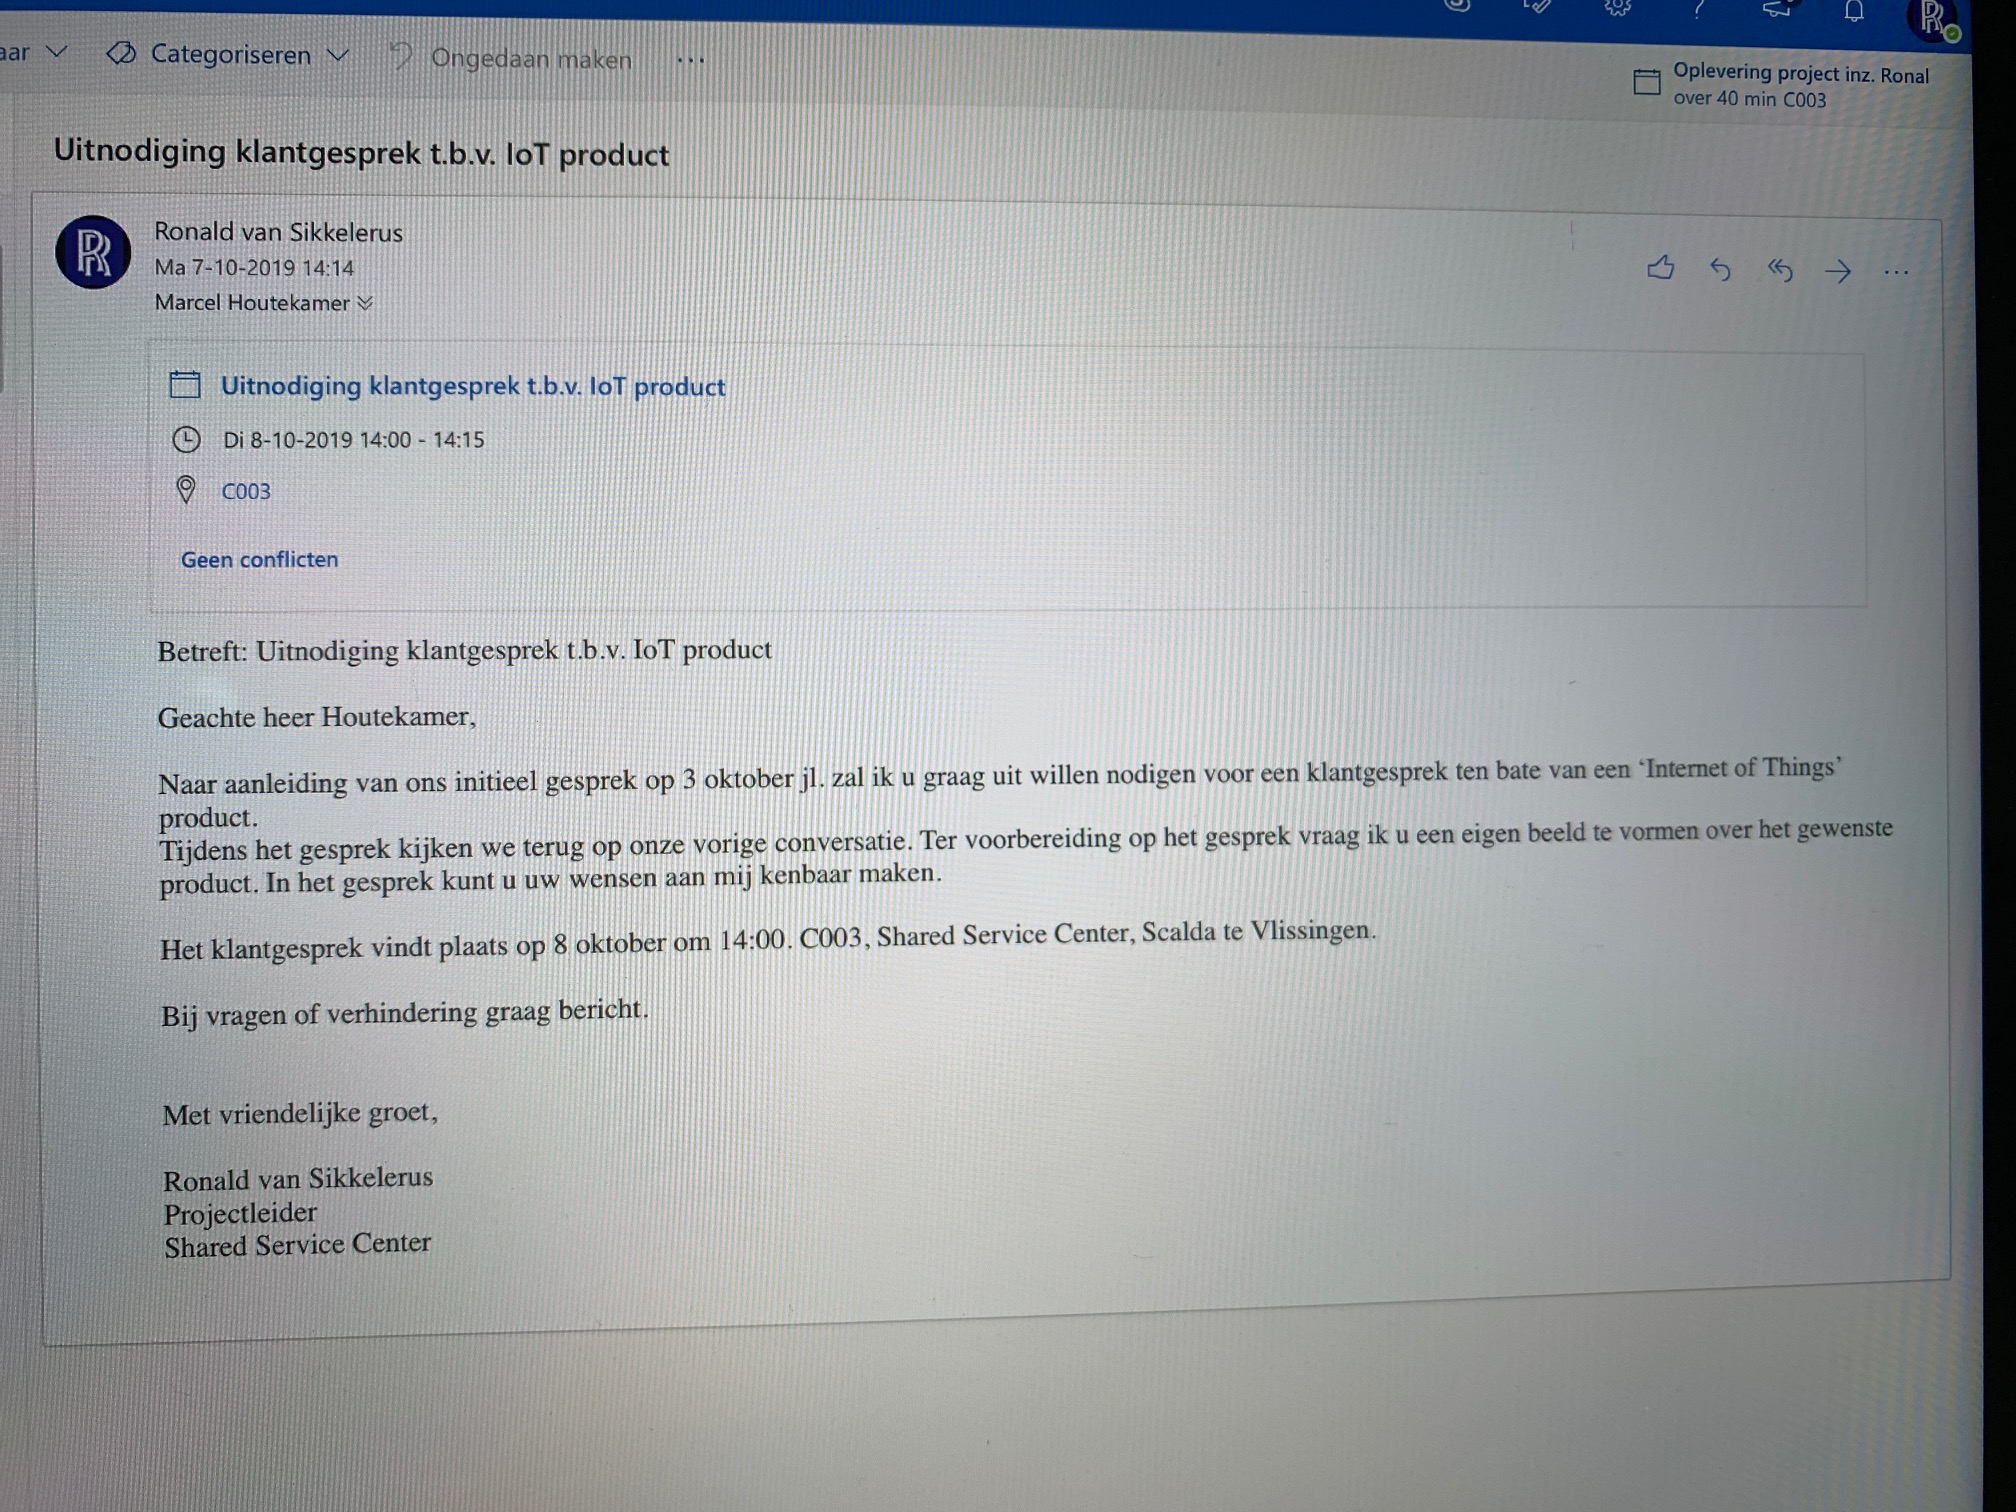 Categoriseren
Ongedaan maken
...
Oplevering project inz. Ronal
over 40 min C003
Uitnodiging klantgesprek t.b.v. IoT product
Ronald van Sikkelerus
Ma 7-10-2019 14:14
Marcel Houtekamer
Uitnodiging klantgesprek t.b.v. IoT product
Di 8-10-2019 14:00 - 14:15
C003
Geen conflicten
Betreft: Uitnodiging klantgesprek t.b.v. IoT product
Geachte heer Houtekamer,
Naar aanleiding van ons initieel gesprek op 3 oktober jl. zal ik u graag uit willen nodigen voor een klantgesprek ten bate van een ‘Internet of Things’
product.
Tijdens het gesprek kijken we terug op onze vorige conversatie. Ter voorbereiding op het gesprek vraag ik u een eigen beeld te vormen over het gewenste
product. In het gesprek kunt u uw wensen aan mij kenbaar maken.
Het klantgesprek vindt plaats op 8 oktober om 14:00. C003, Shared Service Center, Scalda te Vlissingen.
Bij vragen of verhindering graag bericht.
Met vriendelijke groet,
Ronald van Sikkelerus
Projectleider
Shared Service Center